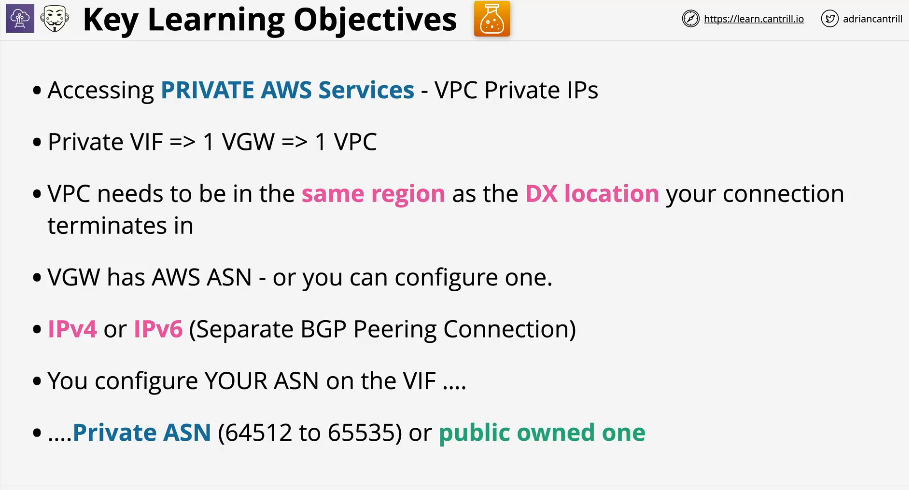 Key Learning Objectives
https://learn.cantrill.io
adriancantrill
• Accessing PRIVATE AWS Services - VPC Private IPs
• Private VIF => 1 VGW => 1 VPC
• VPC needs to be in the same region as the DX location your connection
terminates in
• VGW has AWS ASN - or you can configure one.
• IPv4 or IPv6 (Separate BGP Peering Connection)
• You configure YOUR ASN on the VIF ....
• ....Private ASN (64512 to 65535) or public owned one